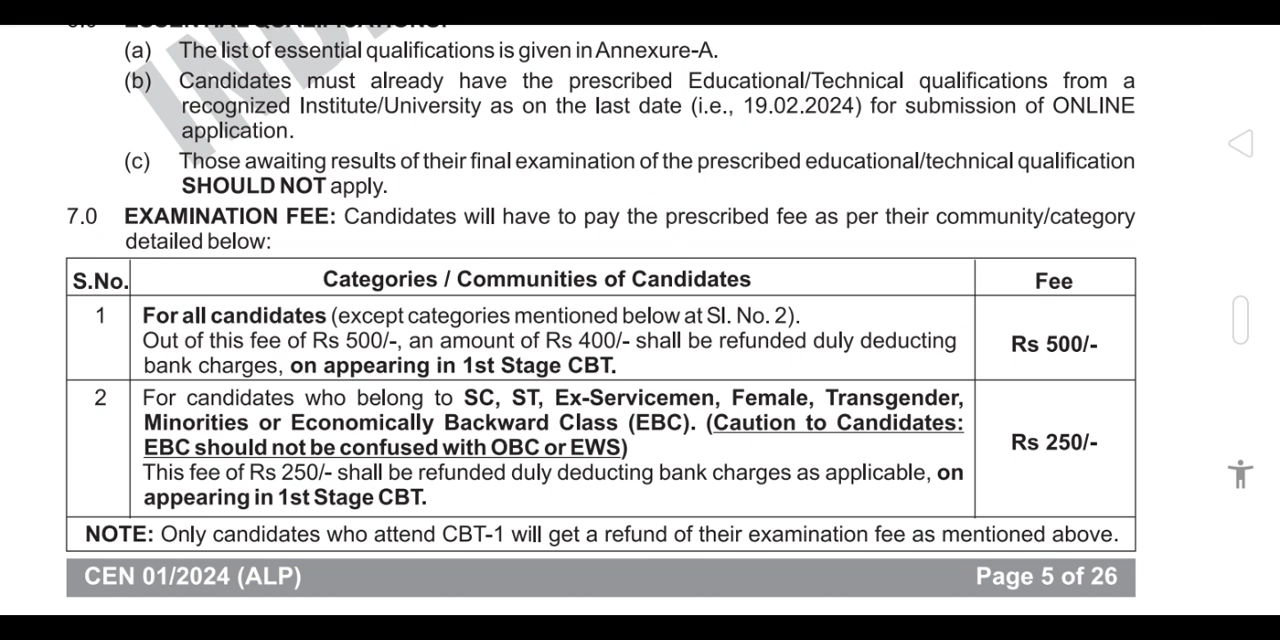 ESSENTIAL QUALIFICATIONS:
(a) The list of essential qualifications is given in Annexure-A.
(b) Candidates must already have the prescribed Educational/Technical qualifications from a
recognized Institute/University as on the last date (i.e., 19.02.2024) for submission of ONLINE
application.
(c) Those awaiting results of their final examination of the prescribed educational/technical qualification
SHOULD NOT apply.
7.0 EXAMINATION FEE: Candidates will have to pay the prescribed fee as per their community/category
detailed below:
S.No. Categories / Communities of Candidates Fee
1 For all candidates (except categories mentioned below at SI. No. 2).
Out of this fee of Rs 500/-, an amount of Rs 400/- shall be refunded duly deducting
bank charges, on appearing in 1st Stage CBT.
Rs 500/-
2 For candidates who belong to SC, ST, Ex-Servicemen, Female, Transgender,
Minorities or Economically Backward Class (EBC). (Caution to Candidates:
EBC should not be confused with OBC or EWS)
This fee of Rs 250/- shall be refunded duly deducting bank charges as applicable, on
appearing in 1st Stage CBT.
Rs 250/-
NOTE: Only candidates who attend CBT-1 will get a refund of their examination fee as mentioned above.
CEN 01/2024 (ALP) Page 5 of 26